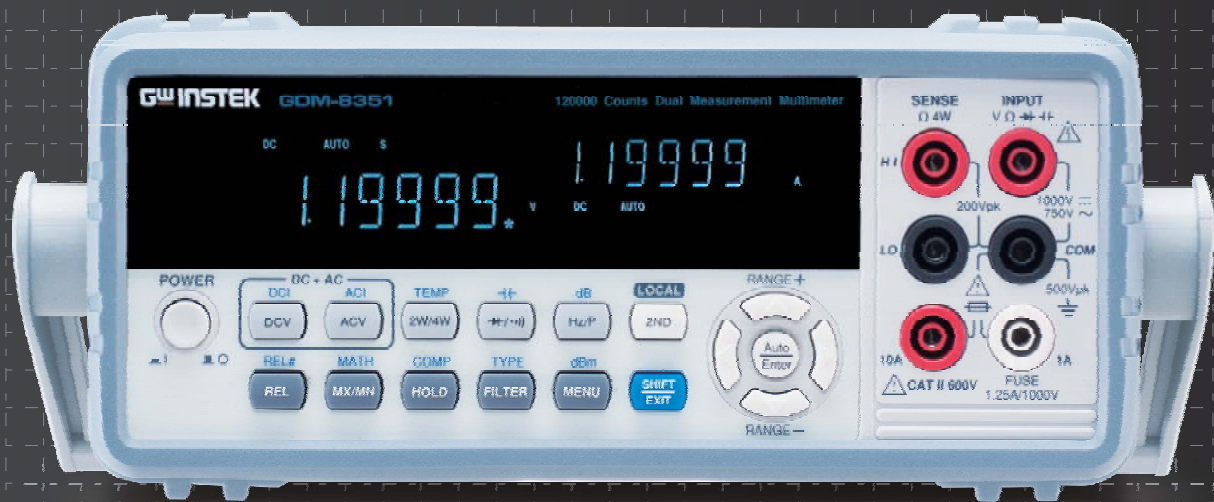 GW INSTEK GDM-8351 120000 Counts Dual Measurement Multimeter
DC AUTO S
1.19999 V
1.19999 A
DC AUTO
SENSE INPUT
Ω 4W V Ω
HI
200Vpk
1000V
750V
LO COM
500Vpk
10A 1A
CAT II 600V
FUSE
1.25A/1000V
POWER
DC + AC
DCI ACI TEMP dB LOCAL
DCV ACV 2W/4W Hz/P 2ND
REL# MATH COMP TYPE dBm
REL MX/MN HOLD FILTER MENU SHIFT
EXIT
RANGE+
Auto
Enter
RANGE−